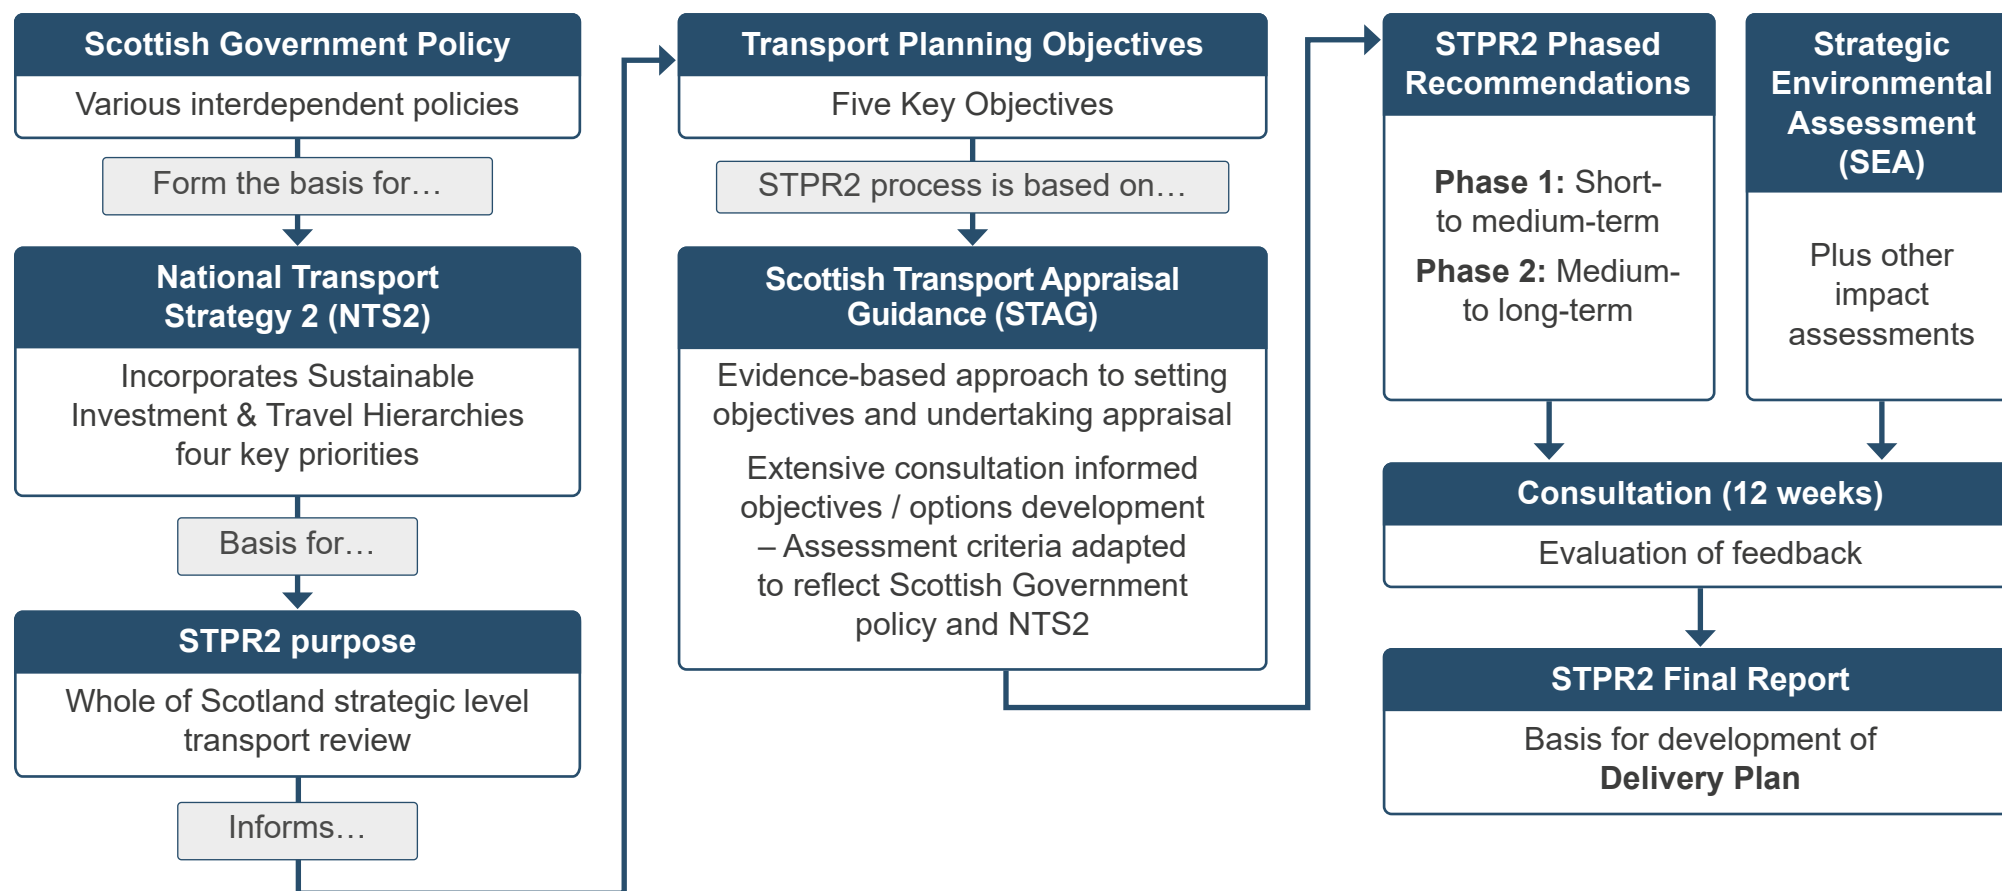 Scottish Government Policy
Various interdependent policies
Form the basis for…
National Transport
Strategy 2 (NTS2)
Incorporates Sustainable
Investment & Travel Hierarchies
four key priorities
Basis for…
STPR2 purpose
Whole of Scotland strategic level
transport review
Informs…
Transport Planning Objectives
Five Key Objectives
STPR2 process is based on…
Scottish Transport Appraisal
Guidance (STAG)
Evidence-based approach to setting
objectives and undertaking appraisal
Extensive consultation informed
objectives / options development
– Assessment criteria adapted
to reflect Scottish Government
policy and NTS2
STPR2 Phased
Recommendations
Phase 1: Short-
to medium-term
Phase 2: Medium-
to long-term
Strategic
Environmental
Assessment
(SEA)
Plus other
impact
assessments
Consultation (12 weeks)
Evaluation of feedback
STPR2 Final Report
Basis for development of
Delivery Plan